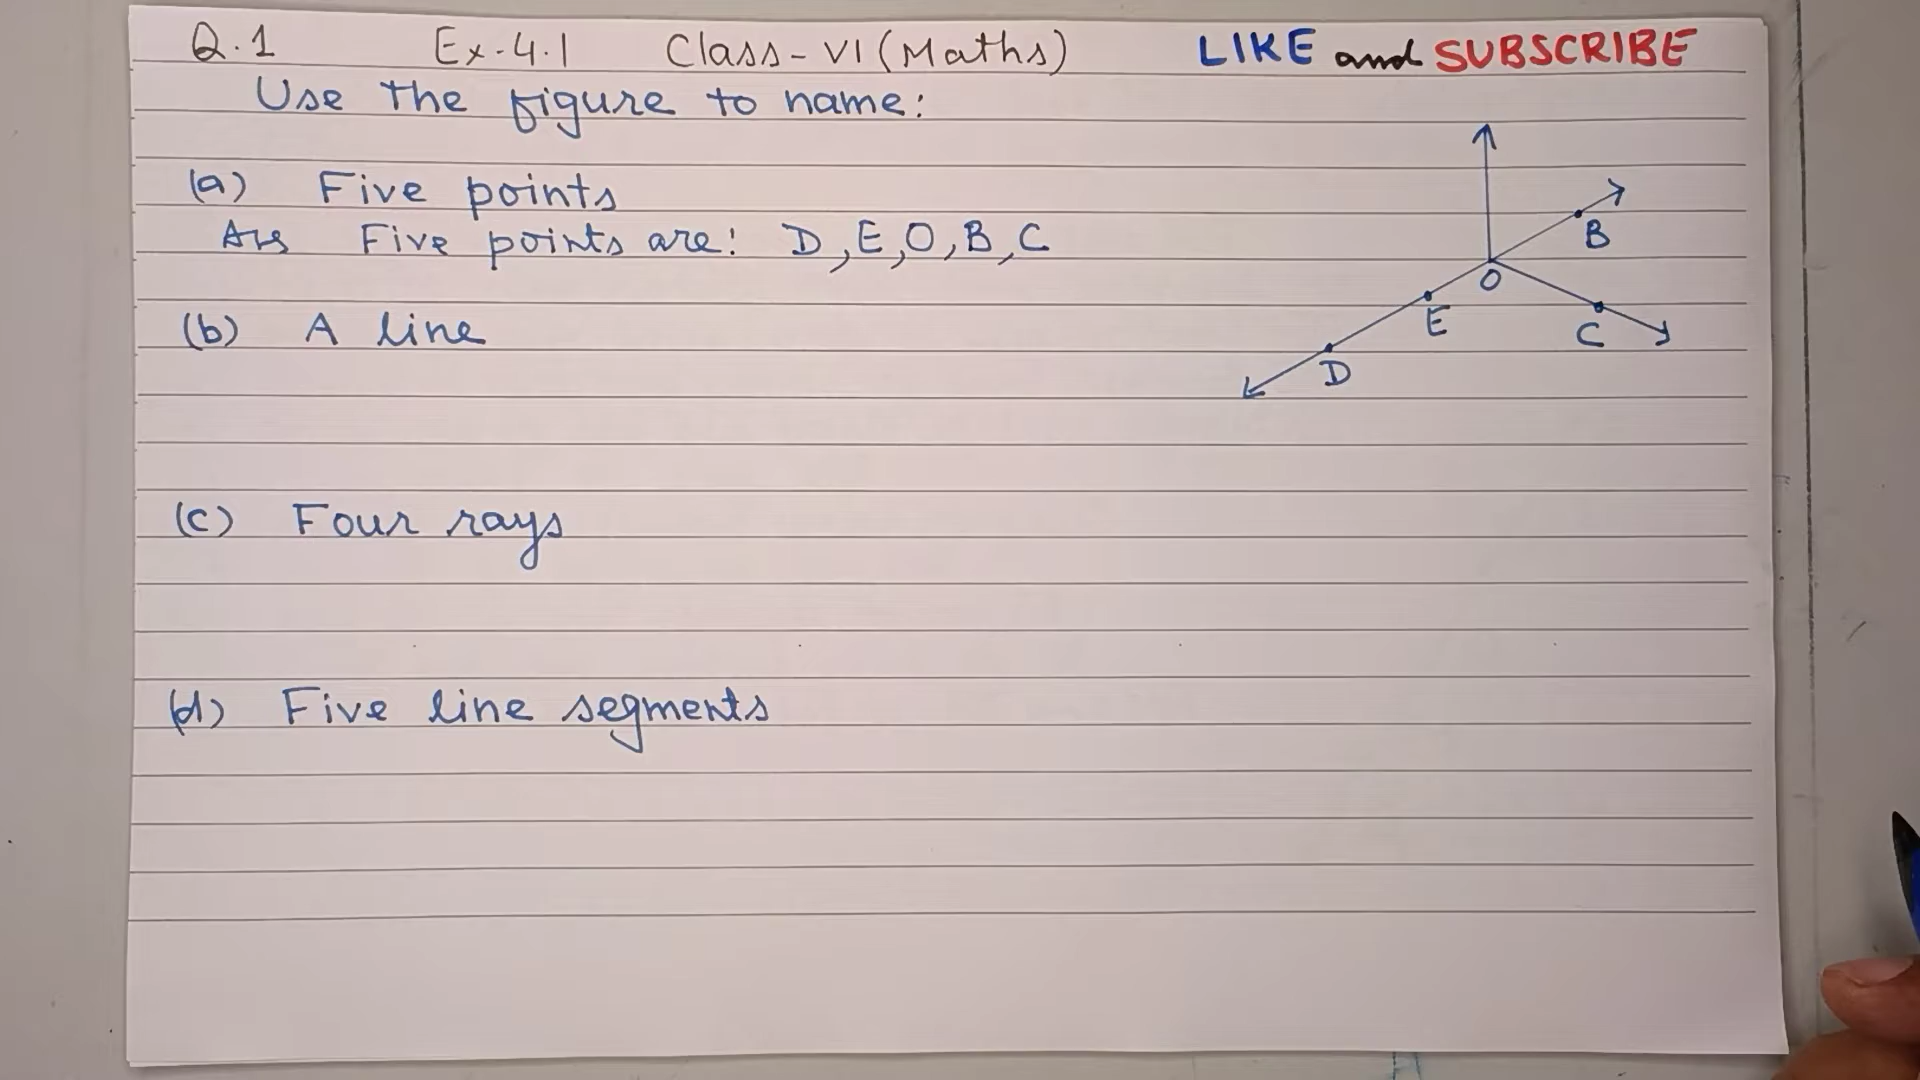 Q.1 Ex-4.1 Class-VI (Maths) LIKE and SUBSCRIBE
Use the figure to name:
(a) Five points
Ans Five points are: D, E, O, B, C
(b) A line
(c) Four rays
(d) Five line segments
B
O
E
C
D